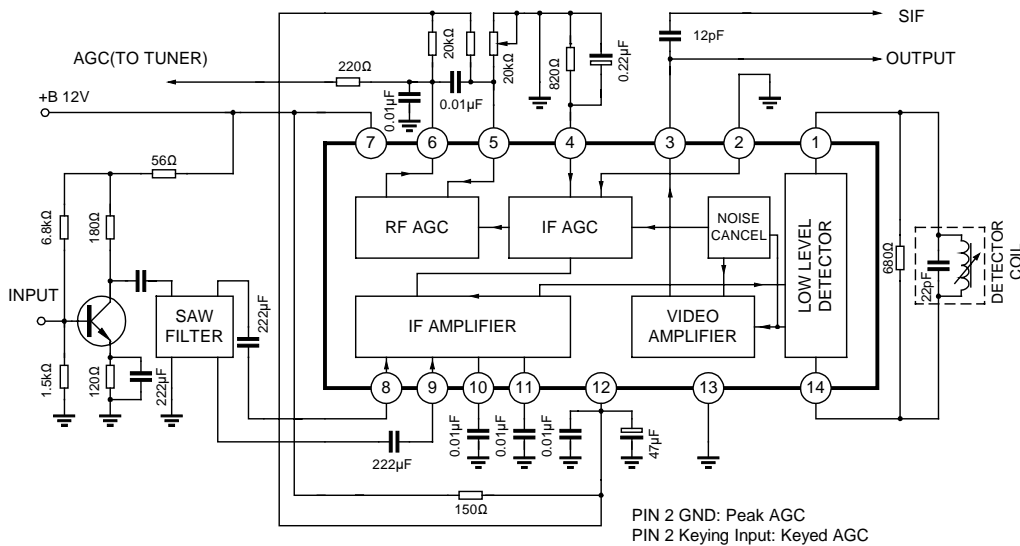 SIF
12pF
20kΩ
20kΩ
820Ω
0.22µF
AGC(TO TUNER)
220Ω
OUTPUT
0.01µF
0.01µF
+B 12V
7
6
5
4
3
2
1
56Ω
6.8kΩ
180Ω
RF AGC
IF AGC
NOISE
CANCEL
LOW LEVEL
DETECTOR
680Ω
22pF
DETECTOR
COIL
INPUT
SAW
FILTER
222µF
IF AMPLIFIER
VIDEO
AMPLIFIER
1.5kΩ
120Ω
222µF
8
9
10
11
12
13
14
222µF
0.01µF
0.01µF
0.01µF
47µF
150Ω
PIN 2 GND: Peak AGC
PIN 2 Keying Input: Keyed AGC